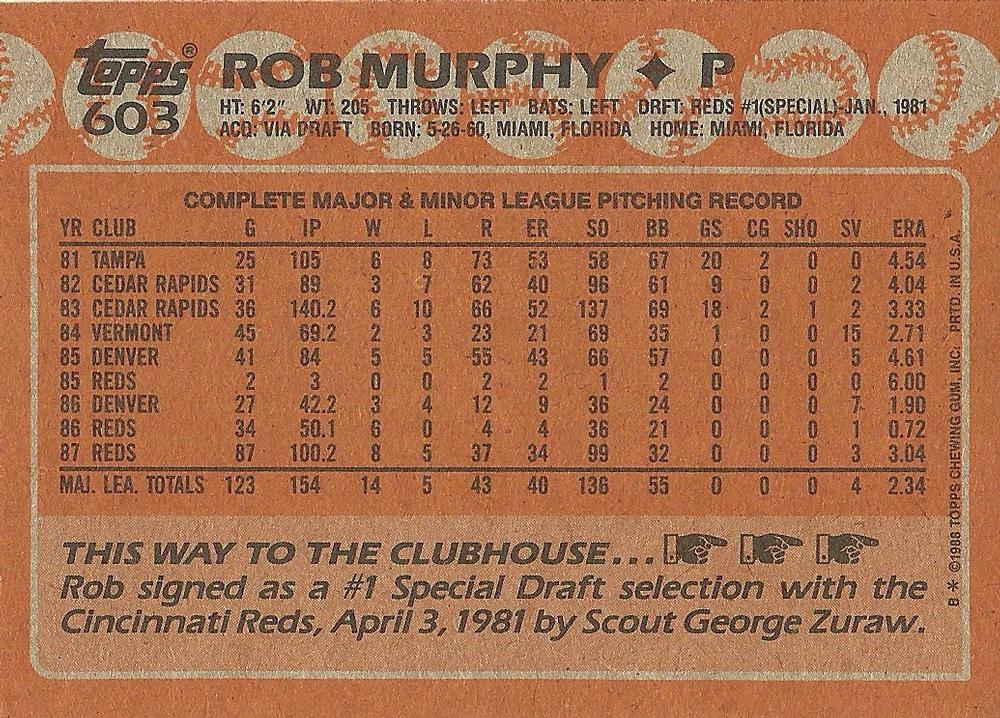 Topps®
603
ROB MURPHY ✦ P
HT: 6'2" WT: 205 THROWS: LEFT BATS: LEFT DRFT: REDS #1(SPECIAL)-JAN., 1981
ACQ: VIA DRAFT BORN: 5-26-60, MIAMI, FLORIDA HOME: MIAMI, FLORIDA
COMPLETE MAJOR & MINOR LEAGUE PITCHING RECORD
YR CLUB G IP W L R ER SO BB GS CG SHO SV ERA
81 TAMPA 25 105 6 8 73 53 58 67 20 2 0 0 4.54
82 CEDAR RAPIDS 31 89 3 7 62 40 96 61 9 0 0 2 4.04
83 CEDAR RAPIDS 36 140.2 6 10 66 52 137 69 18 2 1 2 3.33
84 VERMONT 45 69.2 2 3 23 21 69 35 1 0 0 15 2.71
85 DENVER 41 84 5 5 55 43 66 57 0 0 0 5 4.61
85 REDS 2 3 0 0 2 2 1 2 0 0 0 0 6.00
86 DENVER 27 42.2 3 4 12 9 36 24 0 0 0 7 1.90
86 REDS 34 50.1 6 0 4 4 36 21 0 0 0 1 0.72
87 REDS 87 100.2 8 5 37 34 99 32 0 0 0 3 3.04
MAJ. LEA. TOTALS 123 154 14 5 43 40 136 55 0 0 0 4 2.34
THIS WAY TO THE CLUBHOUSE...
Rob signed as a #1 Special Draft selection with the
Cincinnati Reds, April 3, 1981 by Scout George Zuraw.
B * ©1988 TOPPS CHEWING GUM, INC. PRTD. IN U.S.A.